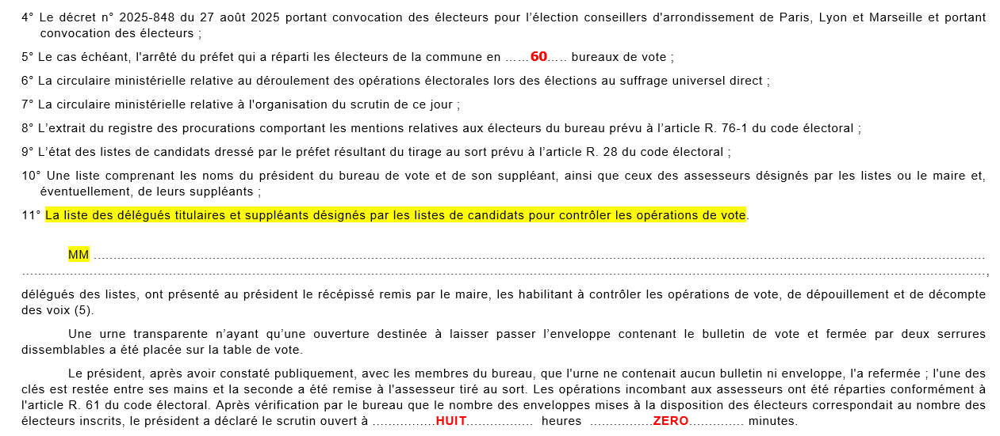 4° Le décret n° 2025-848 du 27 août 2025 portant convocation des électeurs pour l’élection conseillers d'arrondissement de Paris, Lyon et Marseille et portant
convocation des électeurs ;
5° Le cas échéant, l'arrêté du préfet qui a réparti les électeurs de la commune en ……60….. bureaux de vote ;
6° La circulaire ministérielle relative au déroulement des opérations électorales lors des élections au suffrage universel direct ;
7° La circulaire ministérielle relative à l'organisation du scrutin de ce jour ;
8° L’extrait du registre des procurations comportant les mentions relatives aux électeurs du bureau prévu à l’article R. 76-1 du code électoral ;
9° L’état des listes de candidats dressé par le préfet résultant du tirage au sort prévu à l’article R. 28 du code électoral ;
10° Une liste comprenant les noms du président du bureau de vote et de son suppléant, ainsi que ceux des assesseurs désignés par les listes ou le maire et,
éventuellement, de leurs suppléants ;
11° La liste des délégués titulaires et suppléants désignés par les listes de candidats pour contrôler les opérations de vote.
MM ........................................................................................................................
........................................................................................................................,
délégués des listes, ont présenté au président le récépissé remis par le maire, les habilitant à contrôler les opérations de vote, de dépouillement et de décompte
des voix (5).
Une urne transparente n’ayant qu’une ouverture destinée à laisser passer l’enveloppe contenant le bulletin de vote et fermée par deux serrures
dissemblables a été placée sur la table de vote.
Le président, après avoir constaté publiquement, avec les membres du bureau, que l'urne ne contenait aucun bulletin ni enveloppe, l'a refermée ; l'une des
clés est restée entre ses mains et la seconde a été remise à l'assesseur tiré au sort. Les opérations incombant aux assesseurs ont été réparties conformément à
l'article R. 61 du code électoral. Après vérification par le bureau que le nombre des enveloppes mises à la disposition des électeurs correspondait au nombre des
électeurs inscrits, le président a déclaré le scrutin ouvert à ................HUIT................. heures ................ZERO.............. minutes.